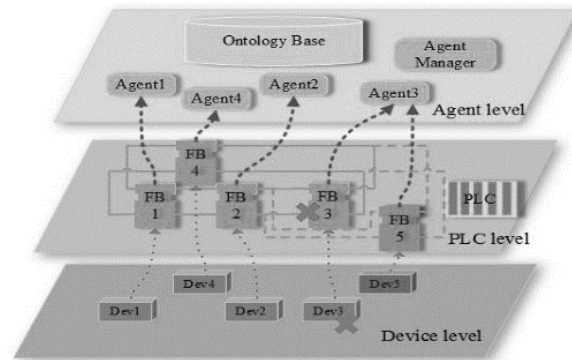 Ontology Base
Agent
Manager
Agent1
Agent4
Agent2
Agent3
Agent level
FB
4
FB
1
FB
2
FB
3
FB
5
PLC
PLC level
Dev4
Dev5
Dev1
Dev2
Dev3
Device level